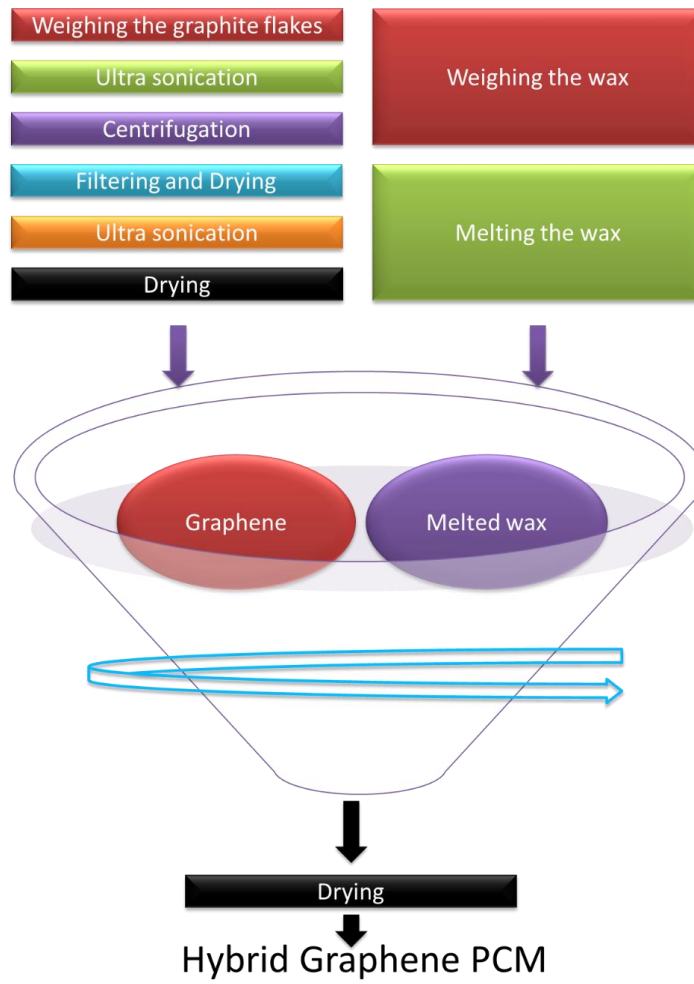 Weighing the graphite flakes
Ultra sonication
Centrifugation
Filtering and Drying
Ultra sonication
Drying
Weighing the wax
Melting the wax
Graphene
Melted wax
Drying
Hybrid Graphene PCM